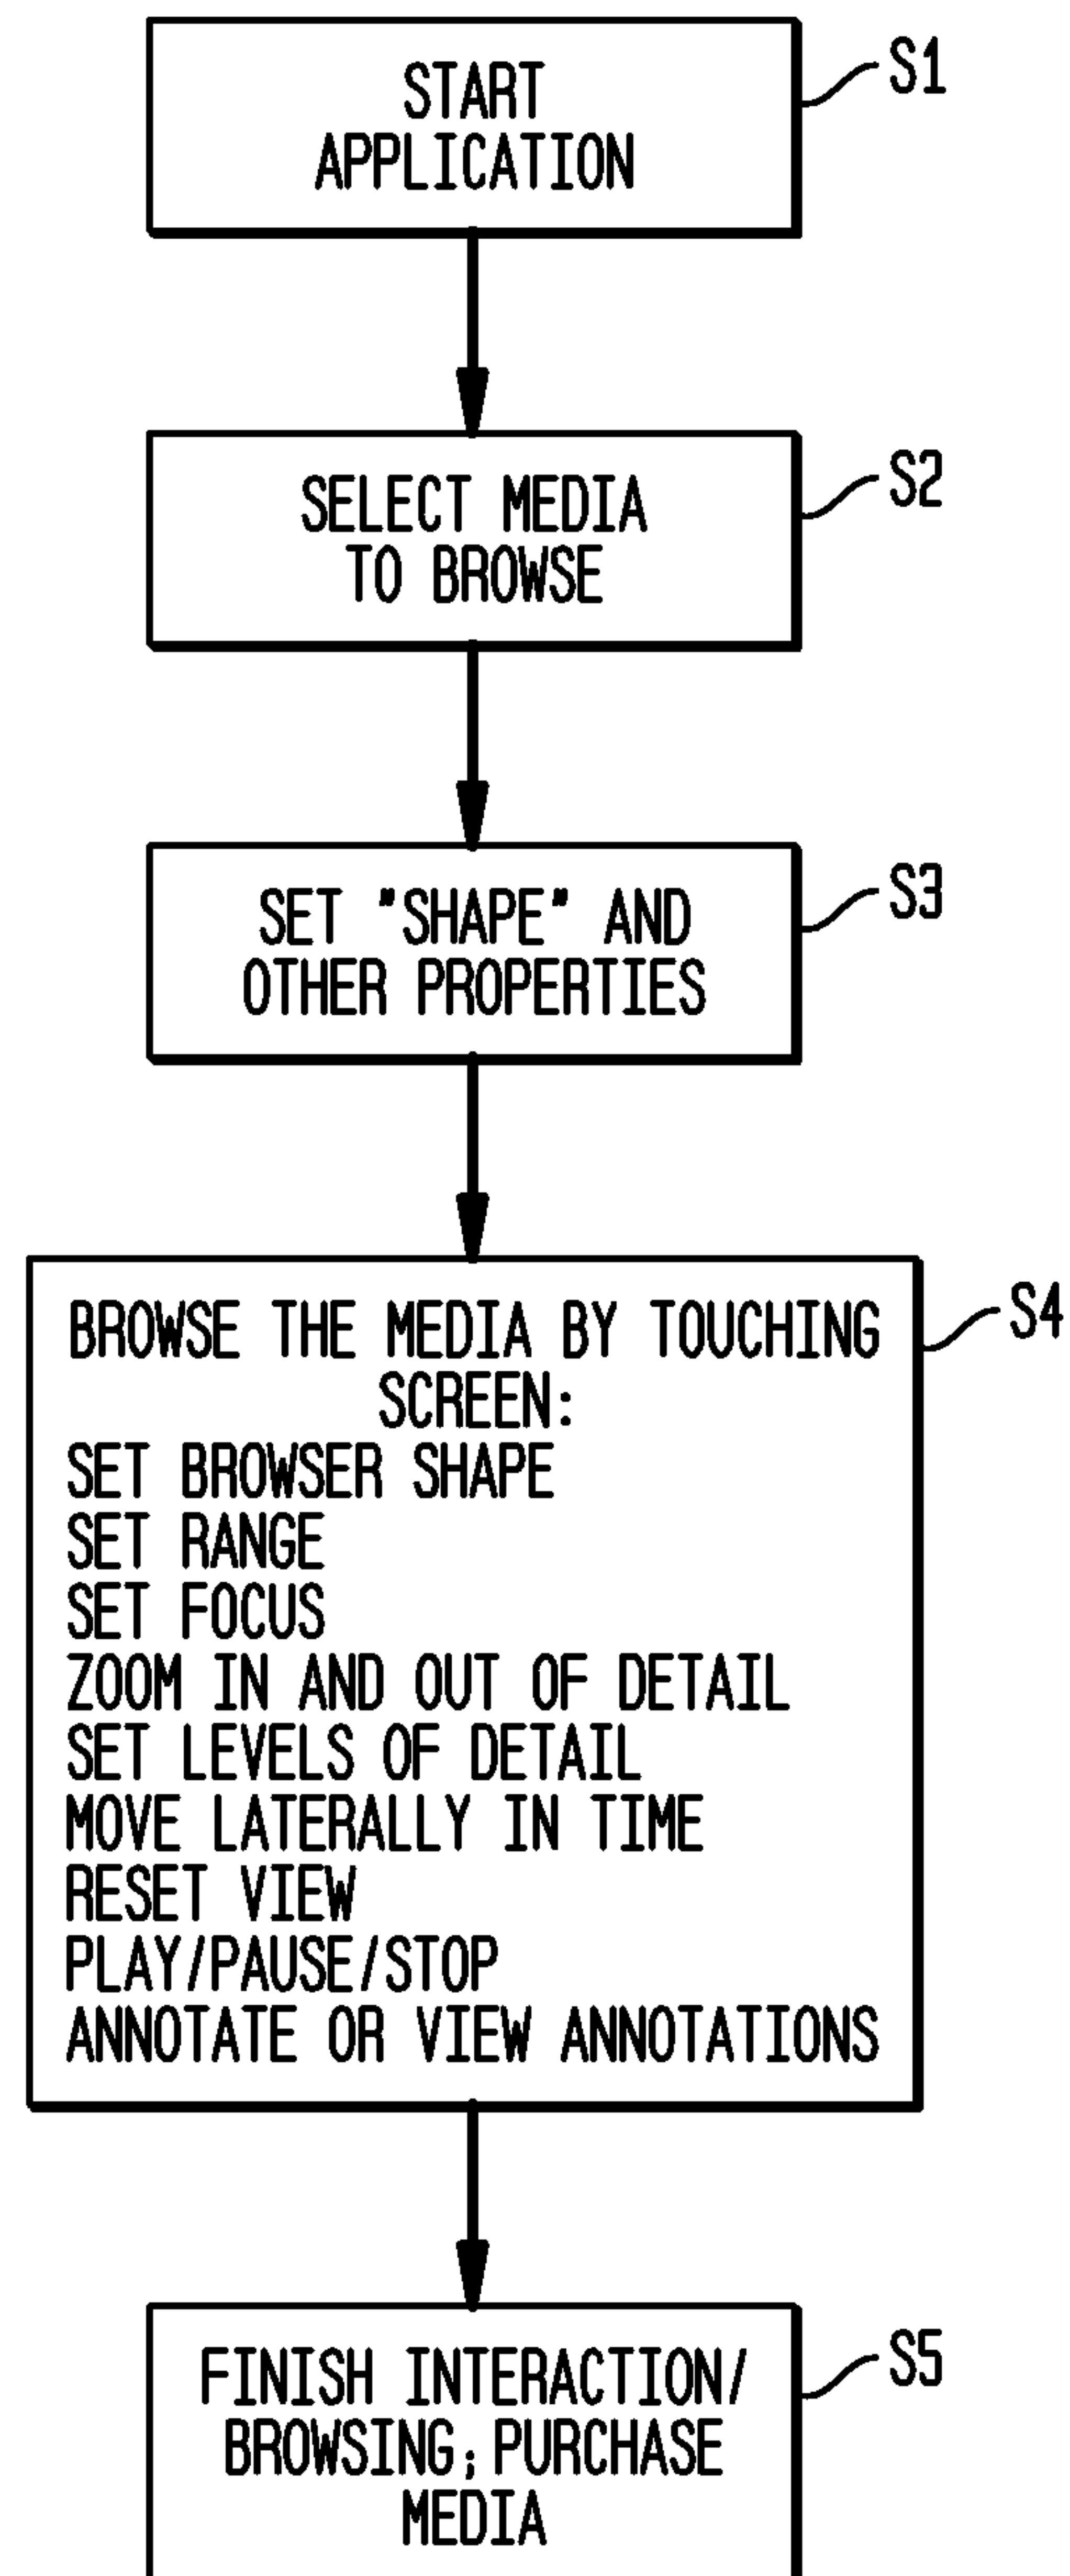 START
APPLICATION
S1
SELECT MEDIA
TO BROWSE
S2
SET "SHAPE" AND
OTHER PROPERTIES
S3
BROWSE THE MEDIA BY TOUCHING
SCREEN:
SET BROWSER SHAPE
SET RANGE
SET FOCUS
ZOOM IN AND OUT OF DETAIL
SET LEVELS OF DETAIL
MOVE LATERALLY IN TIME
RESET VIEW
PLAY/PAUSE/STOP
ANNOTATE OR VIEW ANNOTATIONS
S4
FINISH INTERACTION/
BROWSING; PURCHASE
MEDIA
S5